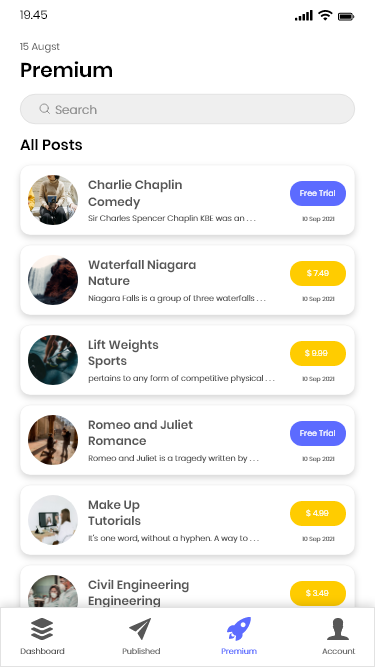 19.45
15 Augst
Premium
Search
All Posts
Charlie Chaplin
Comedy
Sir Charles Spencer Chaplin KBE was an . . .
Free Trial
10 Sep 2021
Waterfall Niagara
Nature
Niagara Falls is a group of three waterfalls . . .
$ 7.49
10 Sep 2021
Lift Weights
Sports
pertains to any form of competitive physical . . .
$ 9.99
10 Sep 2021
Romeo and Juliet
Romance
Romeo and Juliet is a tragedy written by . . .
Free Trial
10 Sep 2021
Make Up
Tutorials
It's one word, without a hyphen. A way to . . .
$ 4.99
10 Sep 2021
Civil Engineering
Engineering
$ 3.49
Dashboard
Published
Premium
Account